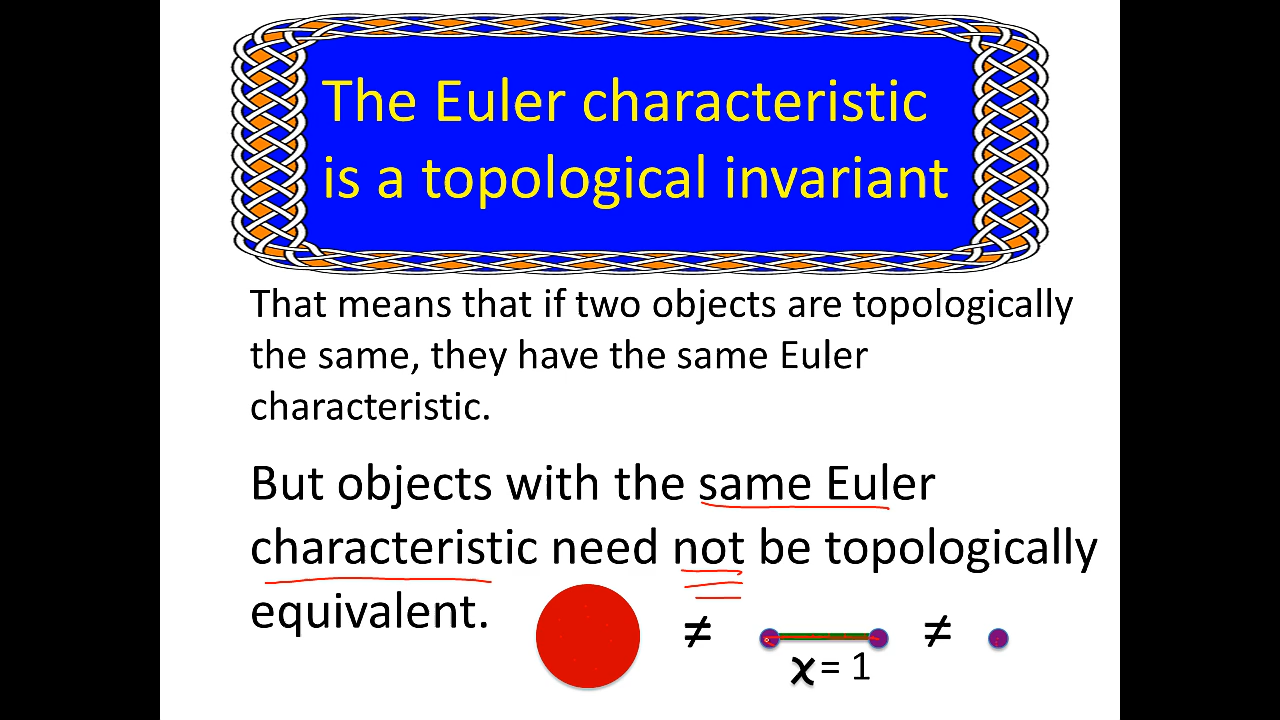 The Euler characteristic
is a topological invariant
That means that if two objects are topologically
the same, they have the same Euler
characteristic.
But objects with the same Euler
characteristic need not be topologically
equivalent.
≠ ≠
χ = 1